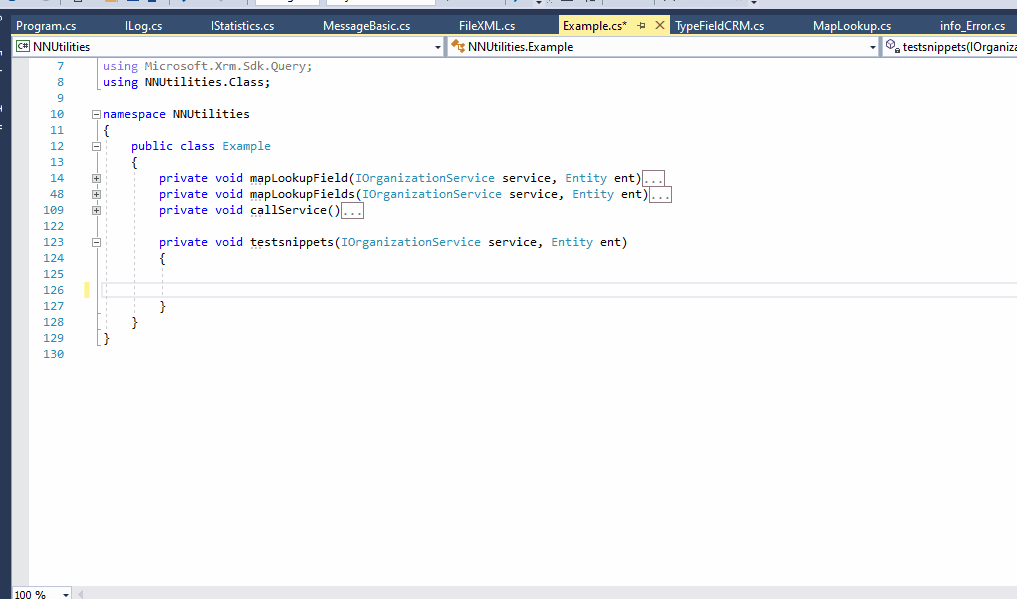 Program.cs ILog.cs IStatistics.cs MessageBasic.cs FileXML.cs Example.cs* TypeFieldCRM.cs MapLookup.cs info_Error.cs
C# NNUtilities NNUtilities.Example testsnippets(IOrganiza
7 using Microsoft.Xrm.Sdk.Query;
8 using NNUtilities.Class;
9
10 namespace NNUtilities
11 {
12 public class Example
13 {
14 private void mapLookupField(IOrganizationService service, Entity ent)...
48 private void mapLookupFields(IOrganizationService service, Entity ent)...
109 private void callService()...
122
123 private void testsnippets(IOrganizationService service, Entity ent)
124 {
125
126
127 }
128 }
129 }
130
100 %